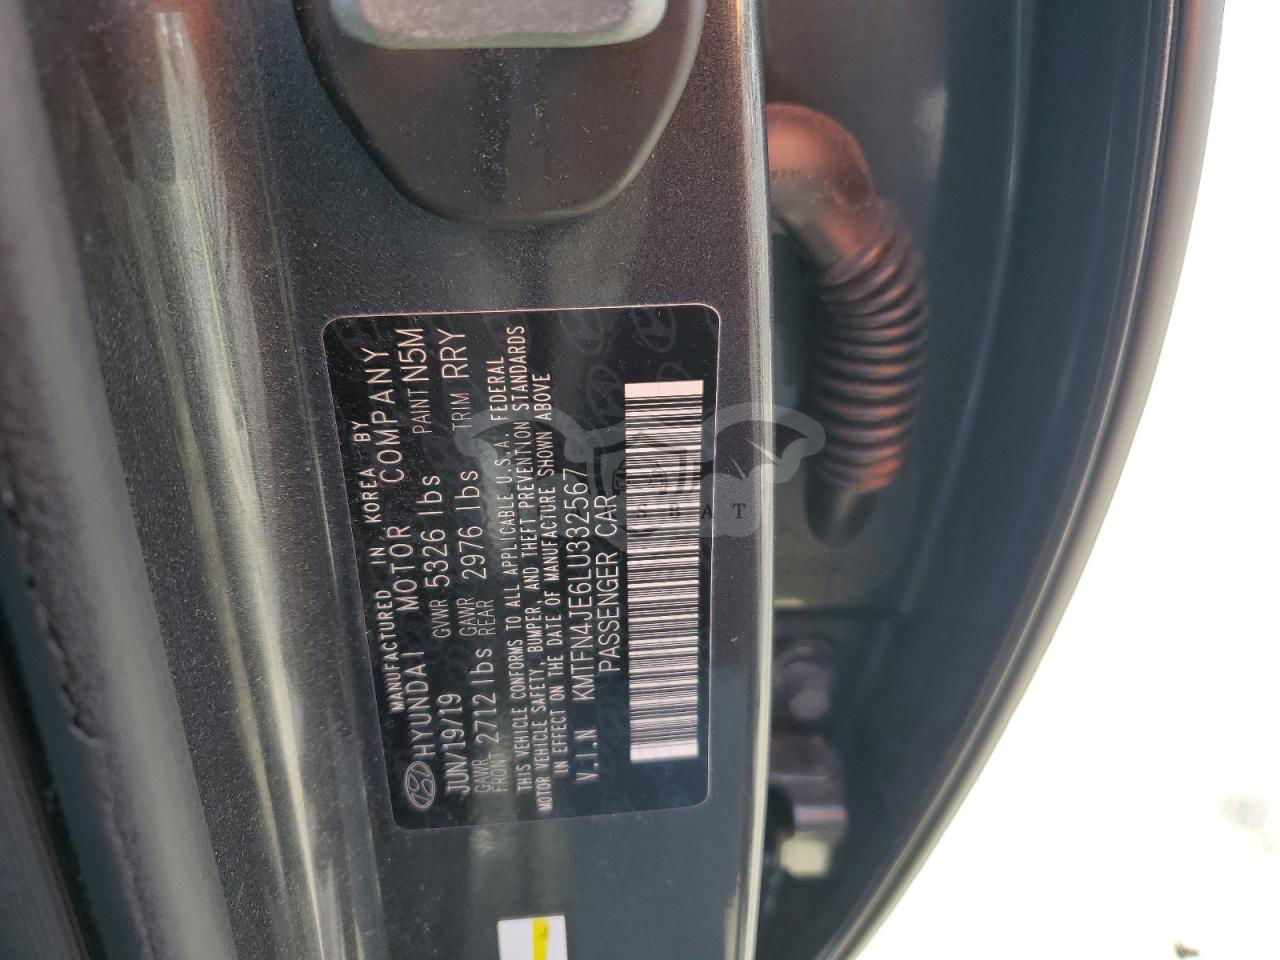 MANUFACTURED IN KOREA BY
HYUNDAI MOTOR COMPANY
JUN/19/19 GVWR 5326 lbs PAINT N5M
GAWR FRONT 2712 lbs GAWR REAR 2976 lbs TRIM RRY
THIS VEHICLE CONFORMS TO ALL APPLICABLE U.S.A. FEDERAL
MOTOR VEHICLE SAFETY, BUMPER, AND THEFT PREVENTION STANDARDS
IN EFFECT ON THE DATE OF MANUFACTURE SHOWN ABOVE
V.I.N KMTFN4JE6LU332567
PASSENGER CAR